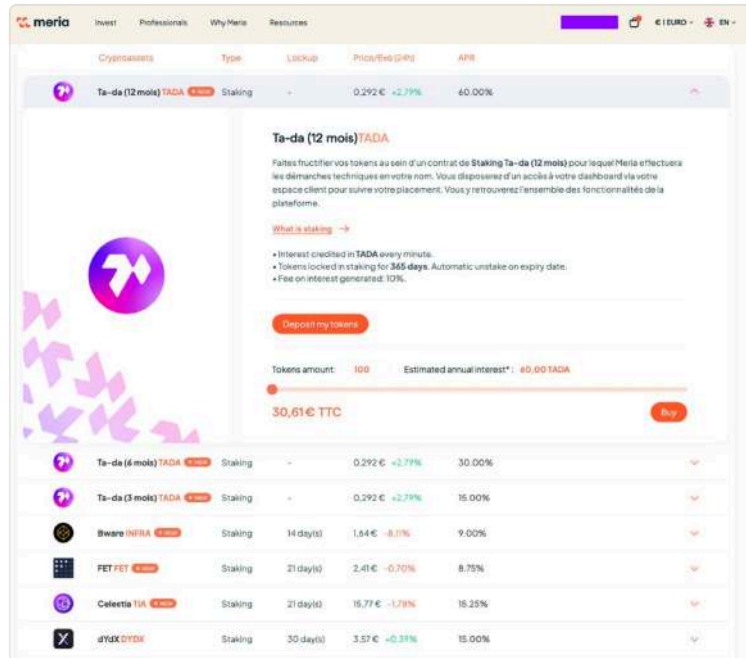 meria Invest Professionals Why Meria Resources € | EURO EN
Cryptoassets Type Lockup Price/Evo (24h) APR
Ta-da (12 mois) TADA NEW Staking - 0.292 € +2,79% 60.00%
Ta-da (12 mois)TADA
Faites fructifier vos tokens au sein d'un contrat de Staking Ta-da (12 mois) pour lequel Meria effectuera
les démarches techniques en votre nom. Vous disposerez d'un accès à votre dashboard via votre
espace client pour suivre votre placement. Vous y retrouverez l'ensemble des fonctionnalités de la
plateforme.
What is staking →
• Interest credited in TADA every minute.
• Tokens locked in staking for 365 days. Automatic unstake on expiry date.
• Fee on interest generated: 10%.
Deposit my tokens
Tokens amount: 100 Estimated annual interest* : 60,00 TADA
30,61 € TTC Buy
Ta-da (6 mois) TADA NEW Staking - 0.292 € +2,79% 30.00%
Ta-da (3 mois) TADA NEW Staking - 0.292 € +2,79% 15.00%
Bware INFRA NEW Staking 14 day(s) 1,64 € -8,11% 9.00%
FET FET NEW Staking 21 day(s) 2,41 € -0,70% 8.75%
Celestia TIA NEW Staking 21 day(s) 15,77 € -1,78% 15.25%
dYdX DYDX Staking 30 day(s) 3.57 € +0.39% 15.00%